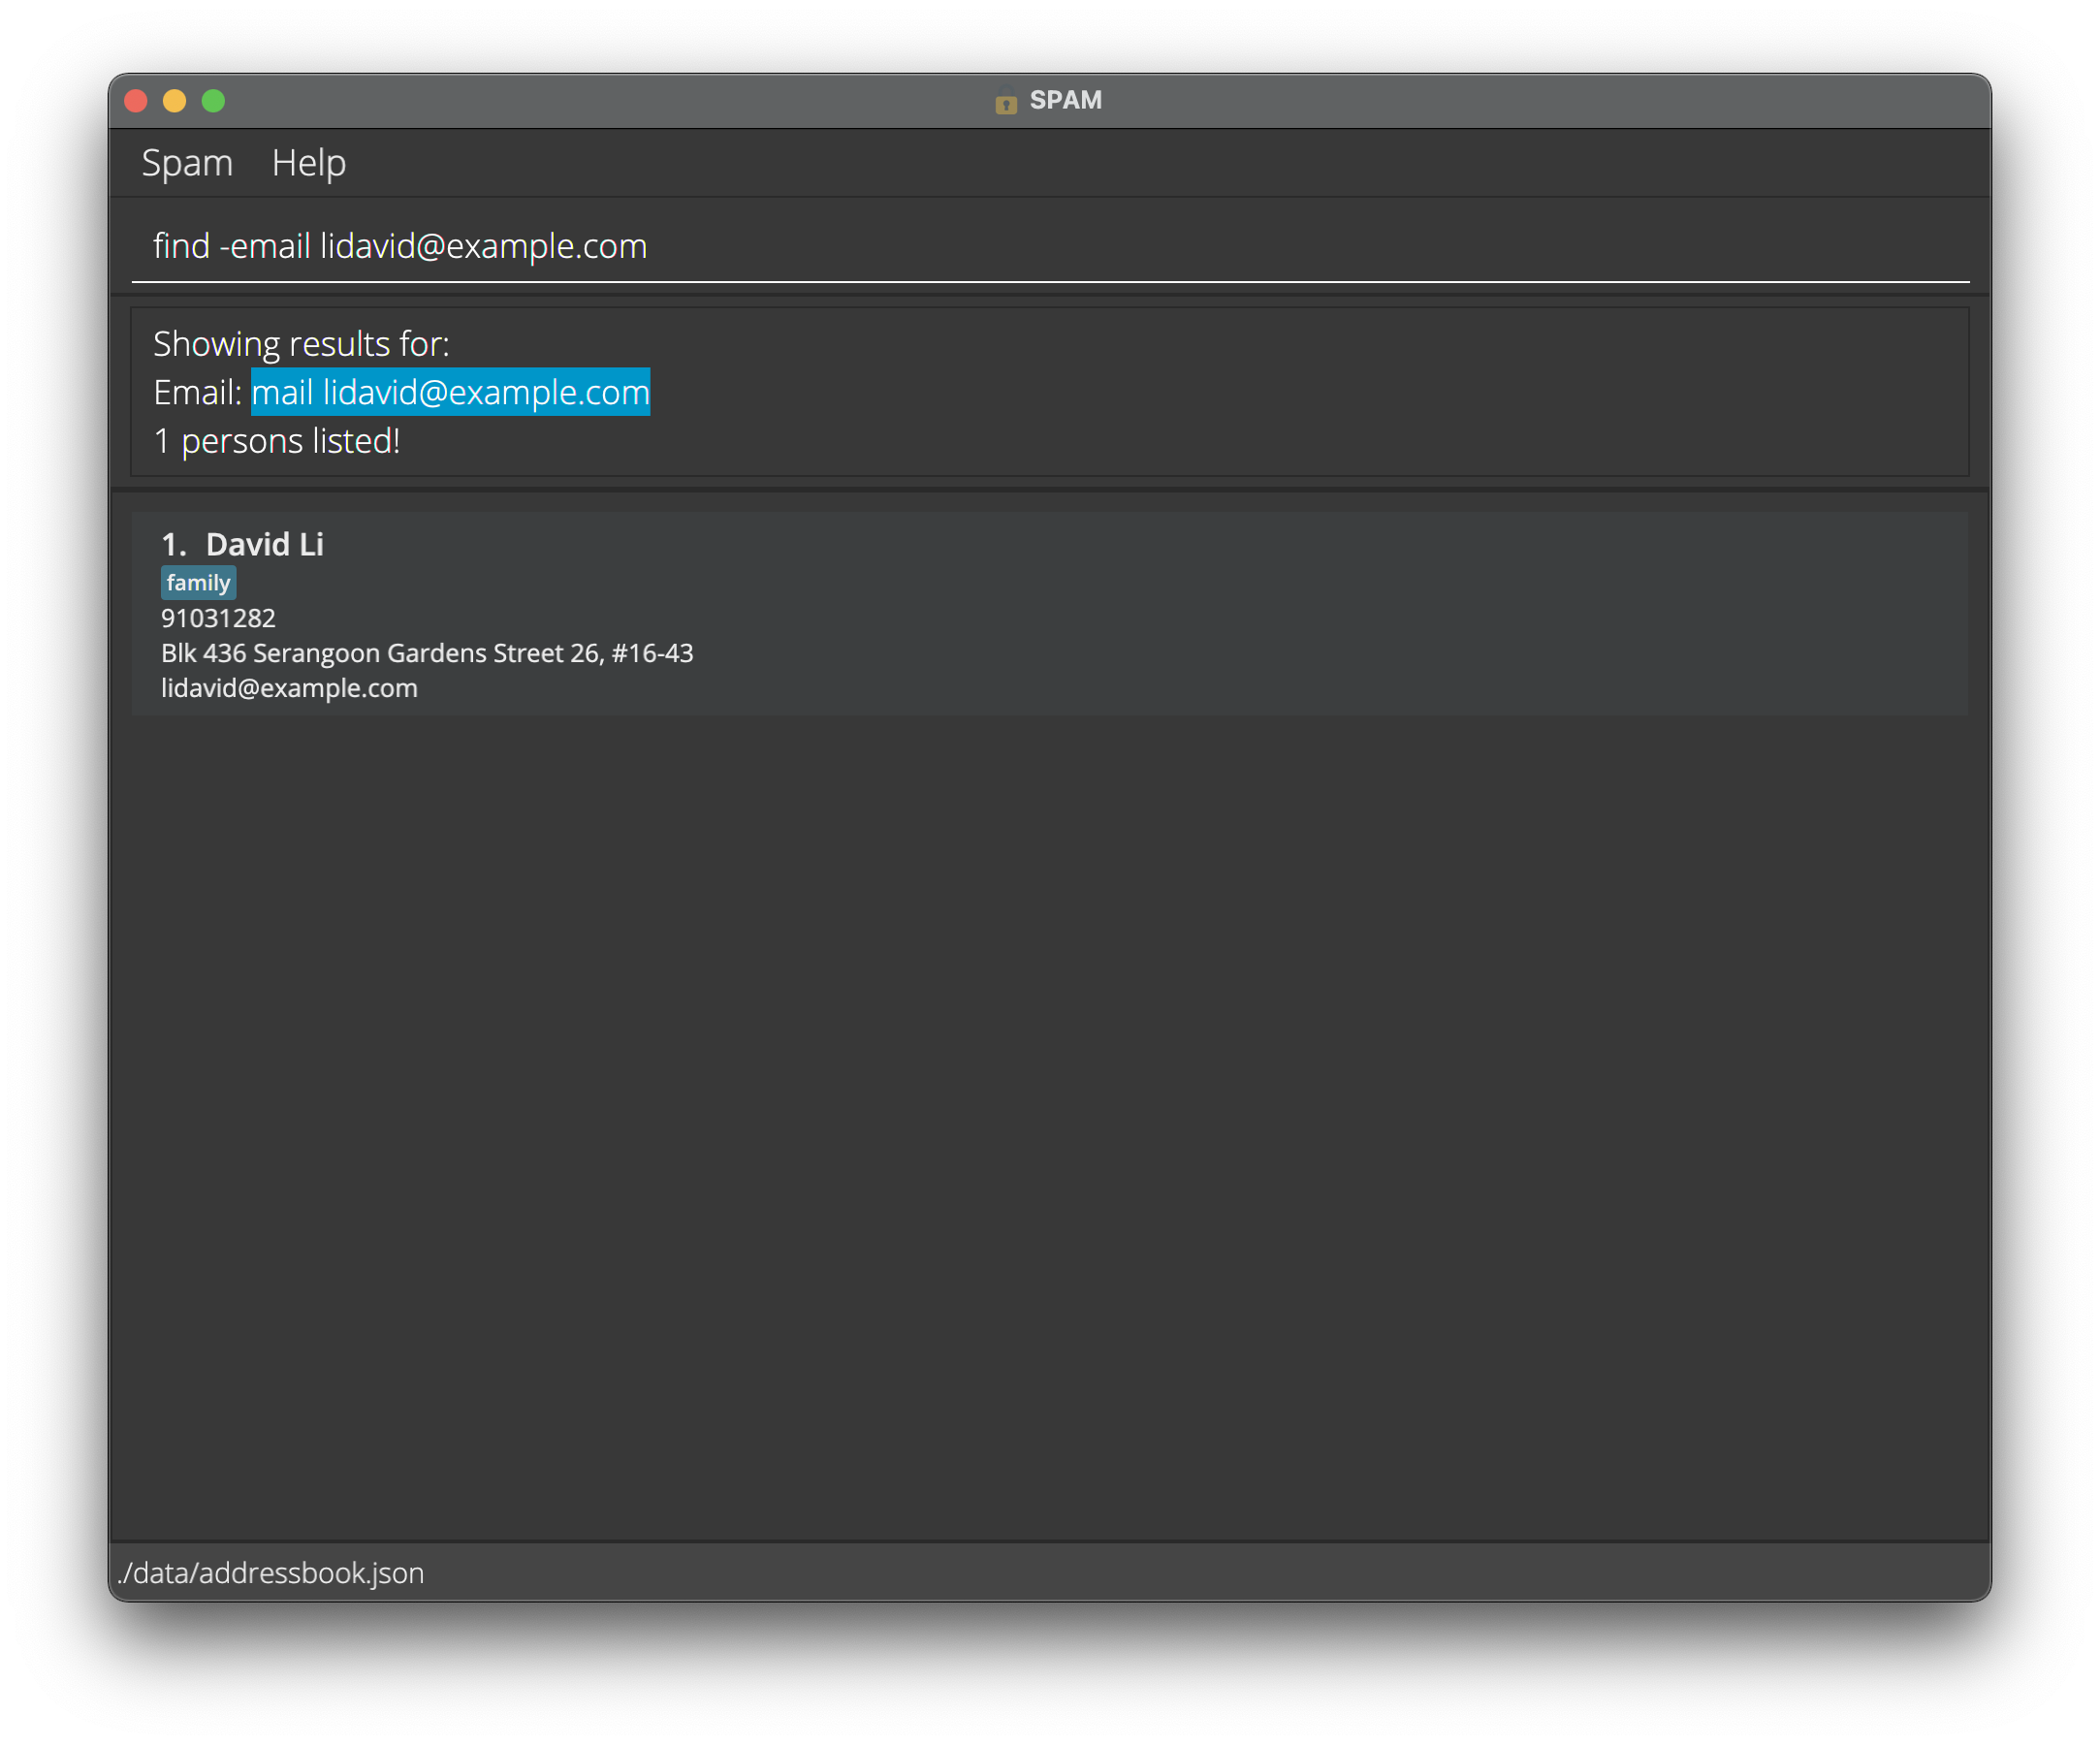 SPAM
Spam Help
find -email lidavid@example.com
Showing results for:
Email: mail lidavid@example.com
1 persons listed!
1. David Li
family
91031282
Blk 436 Serangoon Gardens Street 26, #16-43
lidavid@example.com
./data/addressbook.json